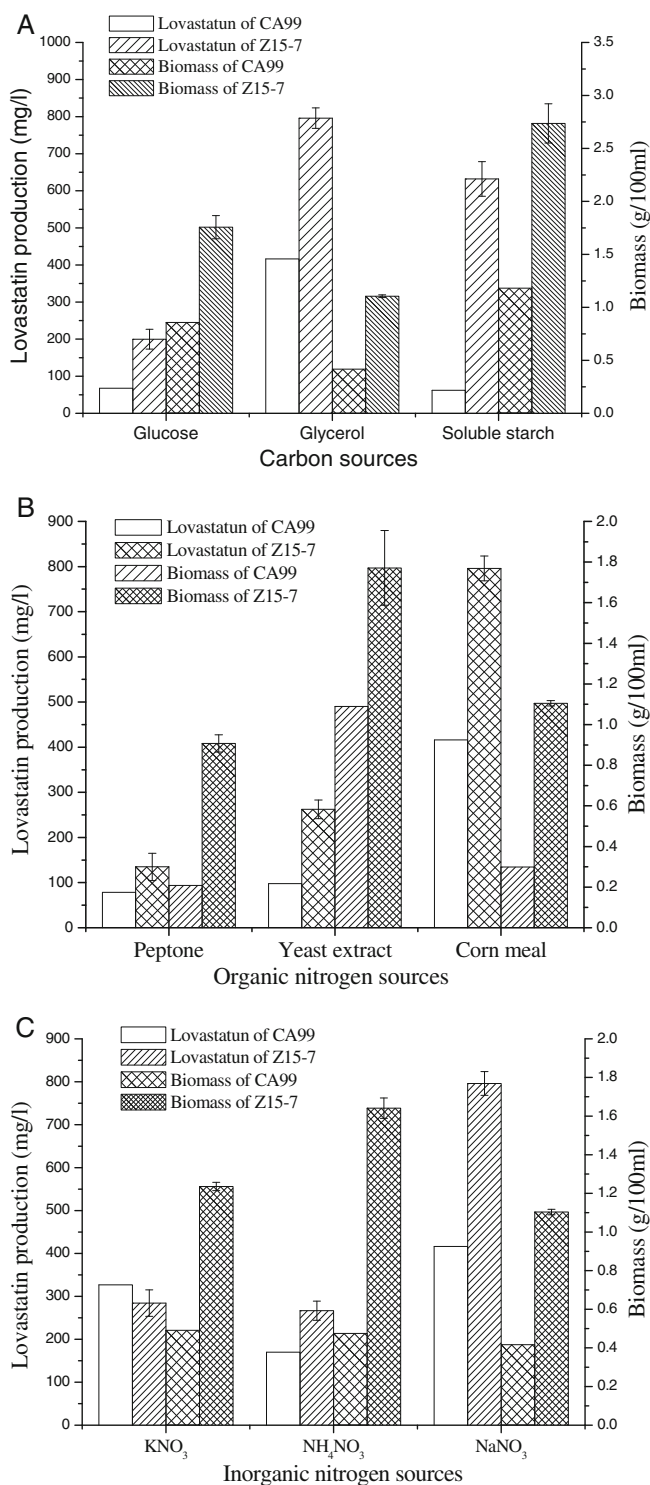 A
Lovastatun of CA99
Lovastatun of Z15-7
Biomass of CA99
Biomass of Z15-7
1000
900
800
700
600
500
400
300
200
100
0
Lovastatin production (mg/l)
3.5
3.0
2.5
2.0
1.5
1.0
0.5
0.0
Biomass (g/100ml)
Glucose Glycerol Soluble starch
Carbon sources
B
Lovastatun of CA99
Lovastatun of Z15-7
Biomass of CA99
Biomass of Z15-7
900
800
700
600
500
400
300
200
100
0
Lovastatin production (mg/l)
2.0
1.8
1.6
1.4
1.2
1.0
0.8
0.6
0.4
0.2
0.0
Biomass (g/100ml)
Peptone Yeast extract Corn meal
Organic nitrogen sources
C
Lovastatun of CA99
Lovastatun of Z15-7
Biomass of CA99
Biomass of Z15-7
900
800
700
600
500
400
300
200
100
0
Lovastatin production (mg/l)
2.0
1.8
1.6
1.4
1.2
1.0
0.8
0.6
0.4
0.2
0.0
Biomass (g/100ml)
KNO₃ NH₄NO₃ NaNO₃
Inorganic nitrogen sources